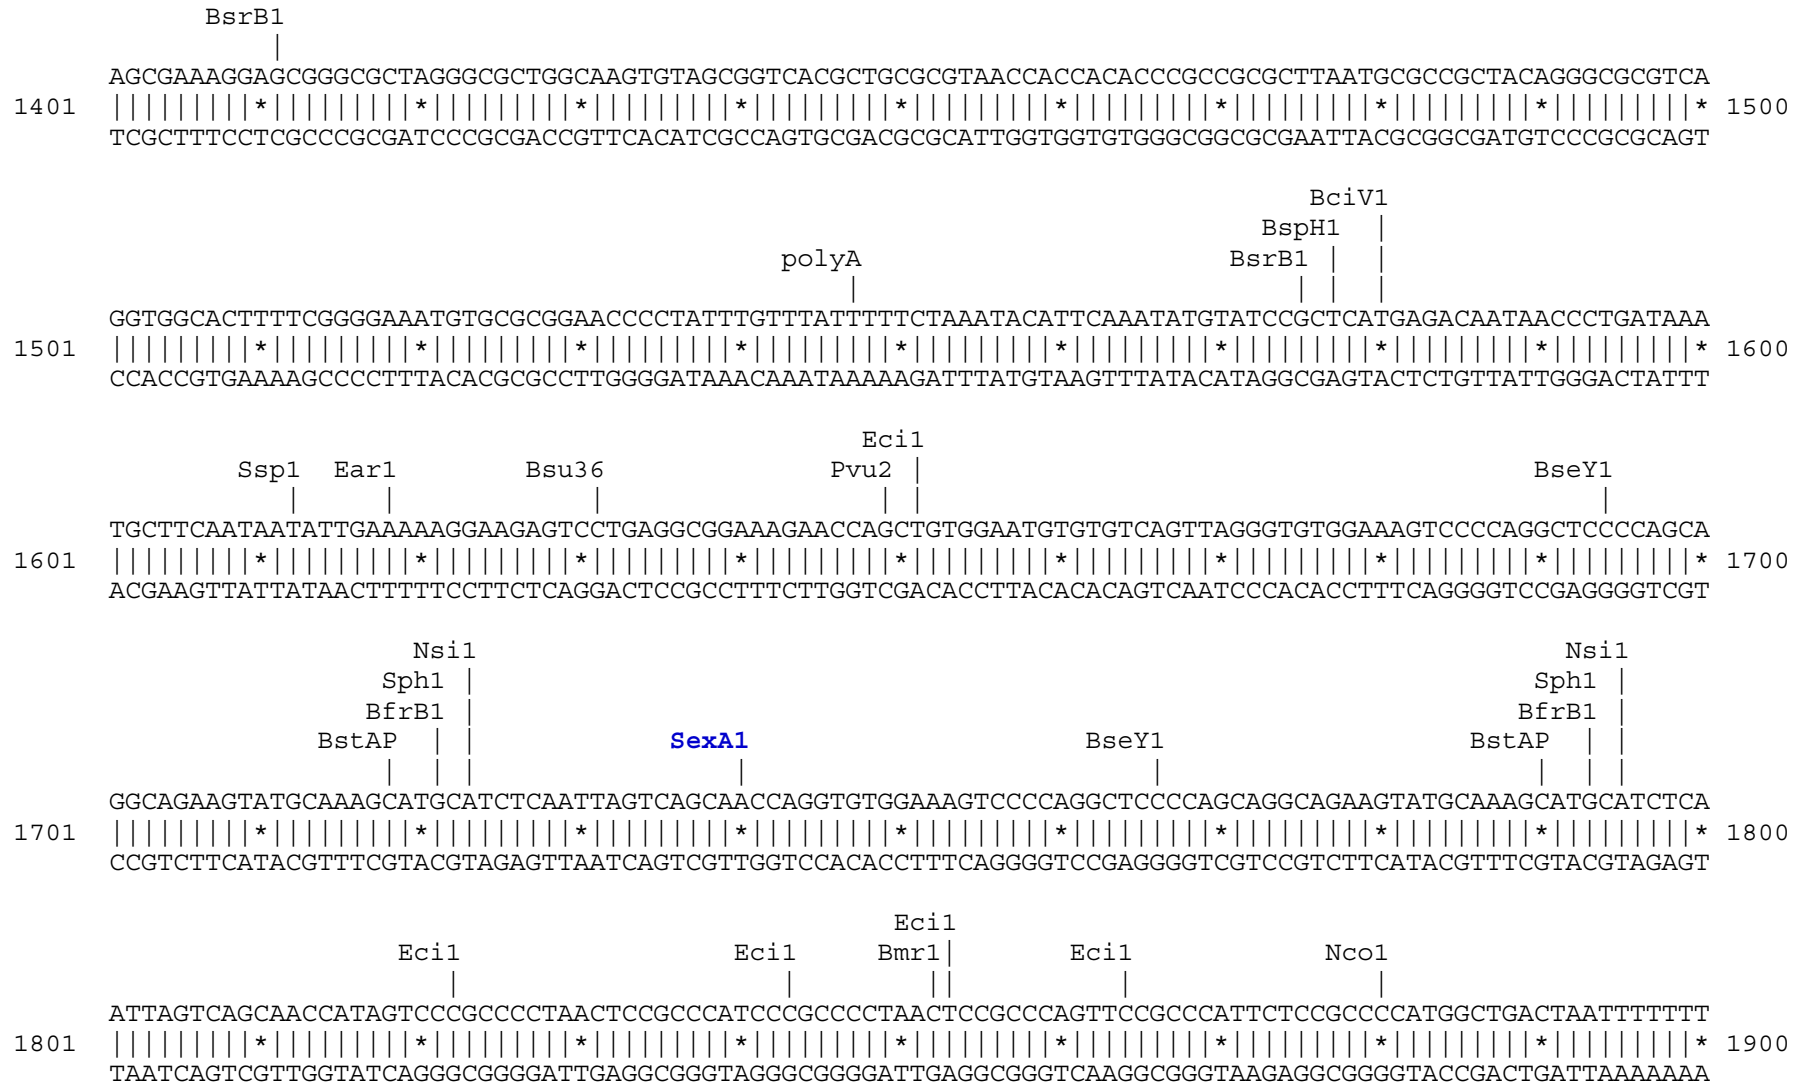 BsrB1
|
AGCGAAAGGAGCGGGCGCTAGGGCGCTGGCAAGTGTAGCGGTCACGCTGCGCGTAACCACCACACCCGCCGCGCTTAATGCGCCGCTACAGGGCGCGTCA
1401 |||||||||*|||||||||*|||||||||*|||||||||*|||||||||*|||||||||*|||||||||*|||||||||*|||||||||*|||||||||* 1500
TCGCTTTCCTCGCCCGCGATCCCGCGACCGTTCACATCGCCAGTGCGACGCGCATTGGTGGTGTGGGCGGCGCGAATTACGCGGCGATGTCCCGCGCAGT
BciV1
BspH1 |
polyA BsrB1 | |
| | | |
GGTGGCACTTTTCGGGGAAATGTGCGCGGAACCCCTATTTGTTTATTTTTCTAAATACATTCAAATATGTATCCGCTCATGAGACAATAACCCTGATAAA
1501 |||||||||*|||||||||*|||||||||*|||||||||*|||||||||*|||||||||*|||||||||*|||||||||*|||||||||*|||||||||* 1600
CCACCGTGAAAAGCCCCTTTACACGCGCCTTGGGGATAAACAAATAAAAAGATTTATGTAAGTTTATACATAGGCGAGTACTCTGTTATTGGGACTATTT
Eci1
Ssp1 Ear1 Bsu36 Pvu2 | BseY1
| | | | | |
TGCTTCAATAATATTGAAAAAGGAAGAGTCCTGAGGCGGAAAGAACCAGCTGTGGAATGTGTGTCAGTTAGGGTGTGGAAAGTCCCCAGGCTCCCCAGCA
1601 |||||||||*|||||||||*|||||||||*|||||||||*|||||||||*|||||||||*|||||||||*|||||||||*|||||||||*|||||||||* 1700
ACGAAGTTATTATAACTTTTTCCTTCTCAGGACTCCGCCTTTCTTGGTCGACACCTTACACACAGTCAATCCCACACCTTTCAGGGGTCCGAGGGGTCGT
Nsi1 Nsi1
Sph1 | Sph1 |
BfrB1 | BfrB1 |
BstAP | | SexA1 BseY1 BstAP | |
| | | | | | | |
GGCAGAAGTATGCAAAGCATGCATCTCAATTAGTCAGCAACCAGGTGTGGAAAGTCCCCAGGCTCCCCAGCAGGCAGAAGTATGCAAAGCATGCATCTCA
1701 |||||||||*|||||||||*|||||||||*|||||||||*|||||||||*|||||||||*|||||||||*|||||||||*|||||||||*|||||||||* 1800
CCGTCTTCATACGTTTCGTACGTAGAGTTAATCAGTCGTTGGTCCACACCTTTCAGGGGTCCGAGGGGTCGTCCGTCTTCATACGTTTCGTACGTAGAGT
Eci1
Eci1 Eci1 Bmr1| Eci1 Nco1
| | || | |
ATTAGTCAGCAACCATAGTCCCGCCCCTAACTCCGCCCATCCCGCCCCTAACTCCGCCCAGTTCCGCCCATTCTCCGCCCCATGGCTGACTAATTTTTTT
1801 |||||||||*|||||||||*|||||||||*|||||||||*|||||||||*|||||||||*|||||||||*|||||||||*|||||||||*|||||||||* 1900
TAATCAGTCGTTGGTATCAGGGCGGGGATTGAGGCGGGTAGGGCGGGGATTGAGGCGGGTCAAGGCGGGTAAGAGGCGGGGTACCGACTGATTAAAAAAA